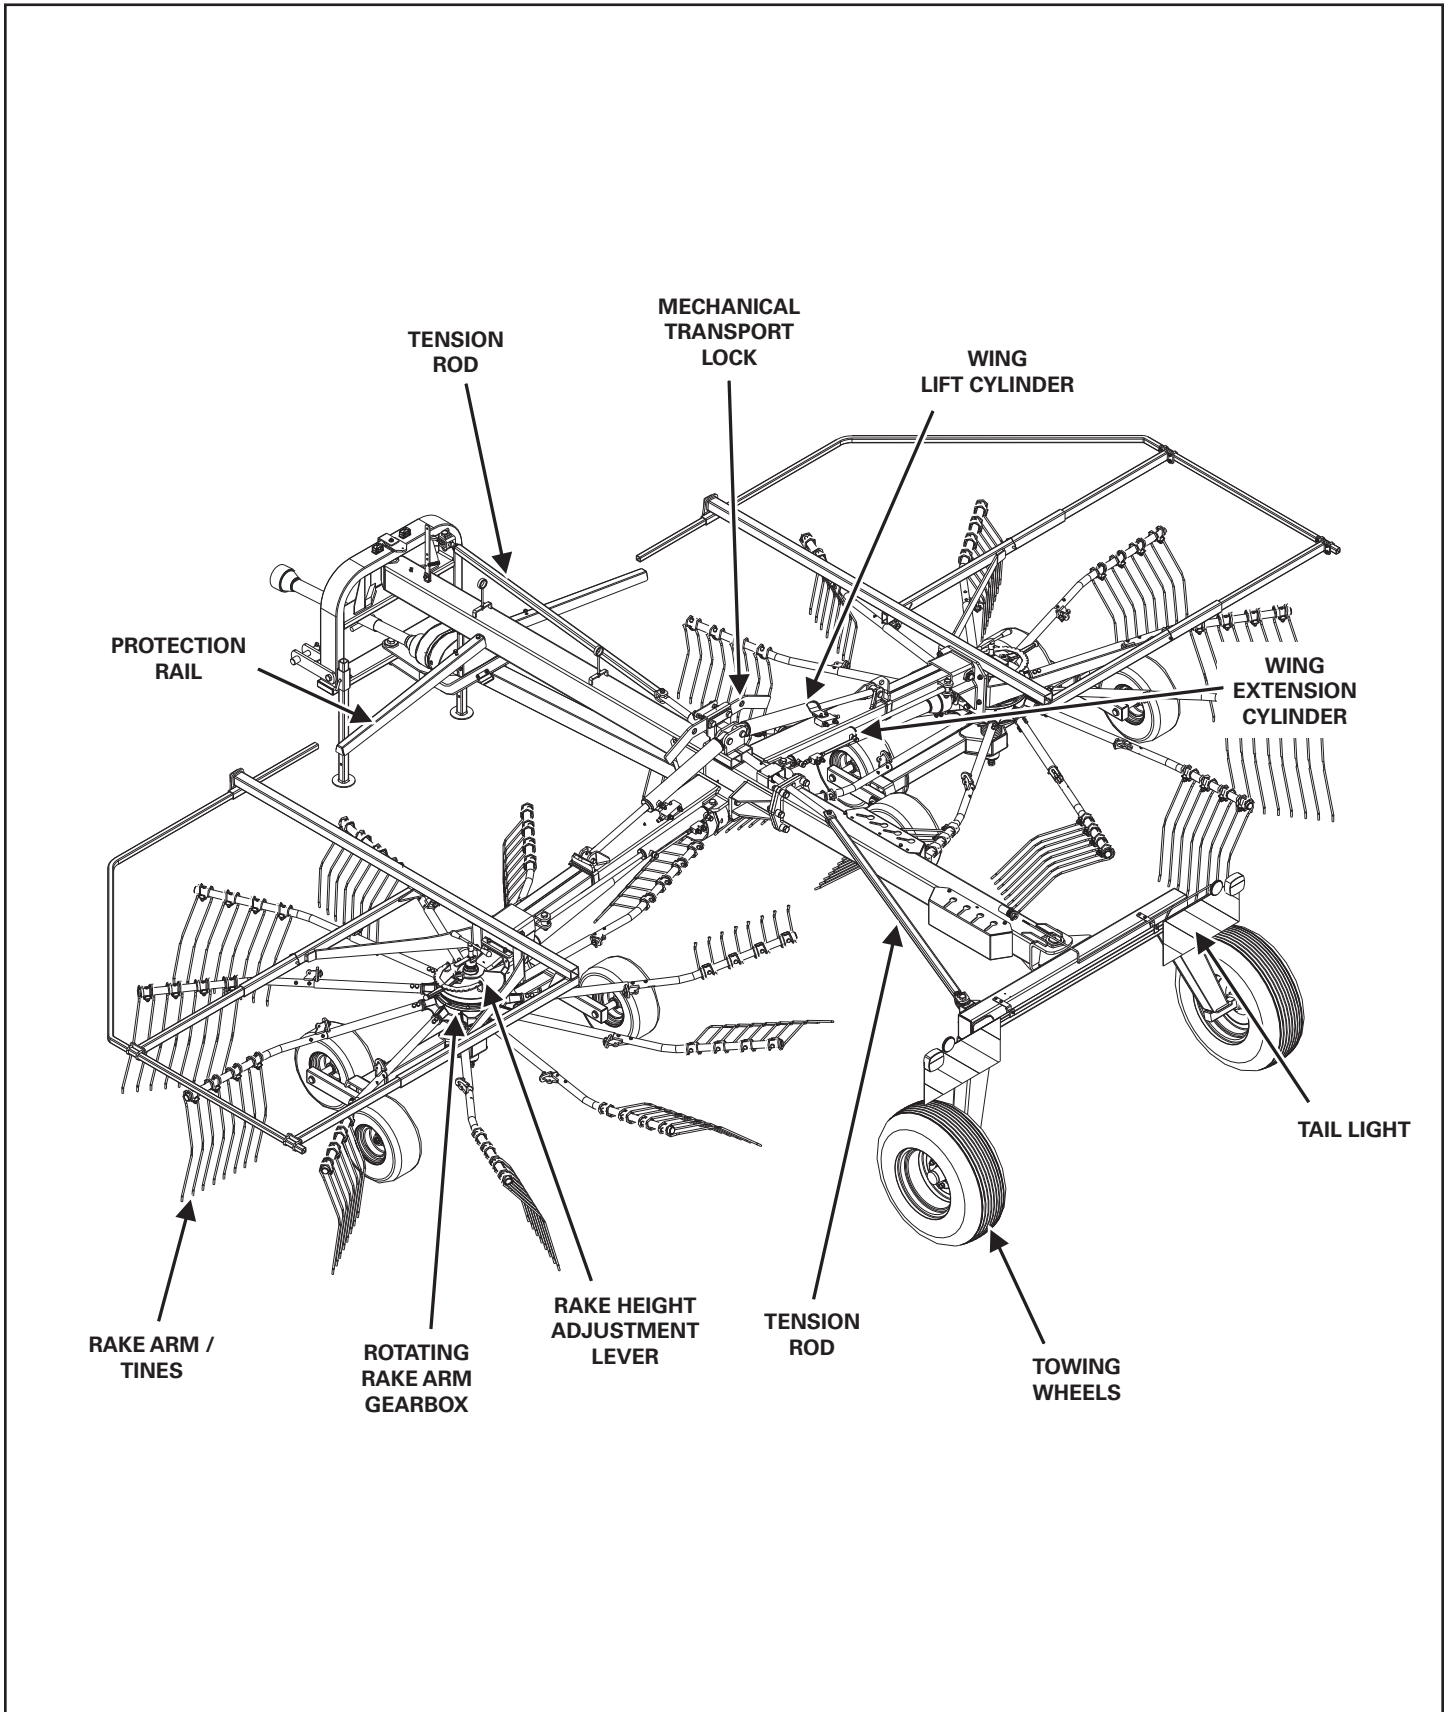 MECHANICAL
TRANSPORT
LOCK
TENSION
ROD
WING
LIFT CYLINDER
PROTECTION
RAIL
WING
EXTENSION
CYLINDER
TAIL LIGHT
RAKE HEIGHT
ADJUSTMENT
LEVER
TENSION
ROD
RAKE ARM /
TINES
ROTATING
RAKE ARM
GEARBOX
TOWING
WHEELS